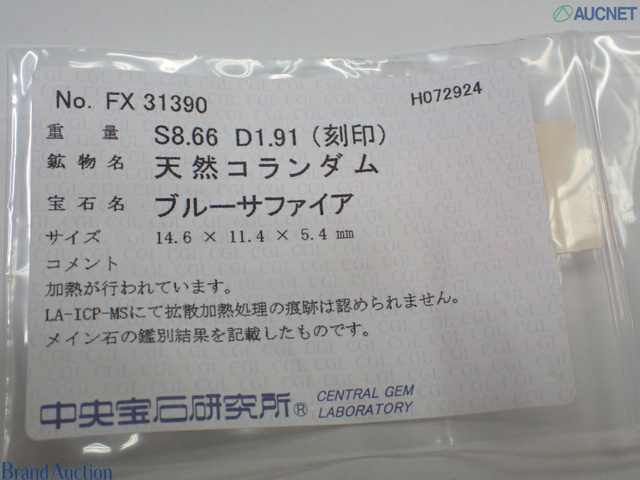 AUCNET
No. FX 31390
H072924
重量 S8.66 D1.91 (刻印)
鉱物名 天然コランダム
宝石名 ブルーサファイア
サイズ 14.6 × 11.4 × 5.4 mm
コメント
加熱が行われています。
LA-ICP-MSにて拡散加熱処理の痕跡は認められません。
メイン石の鑑別結果を記載したものです。
中央宝石研究所® CENTRAL GEM
LABORATORY
Brand Auction